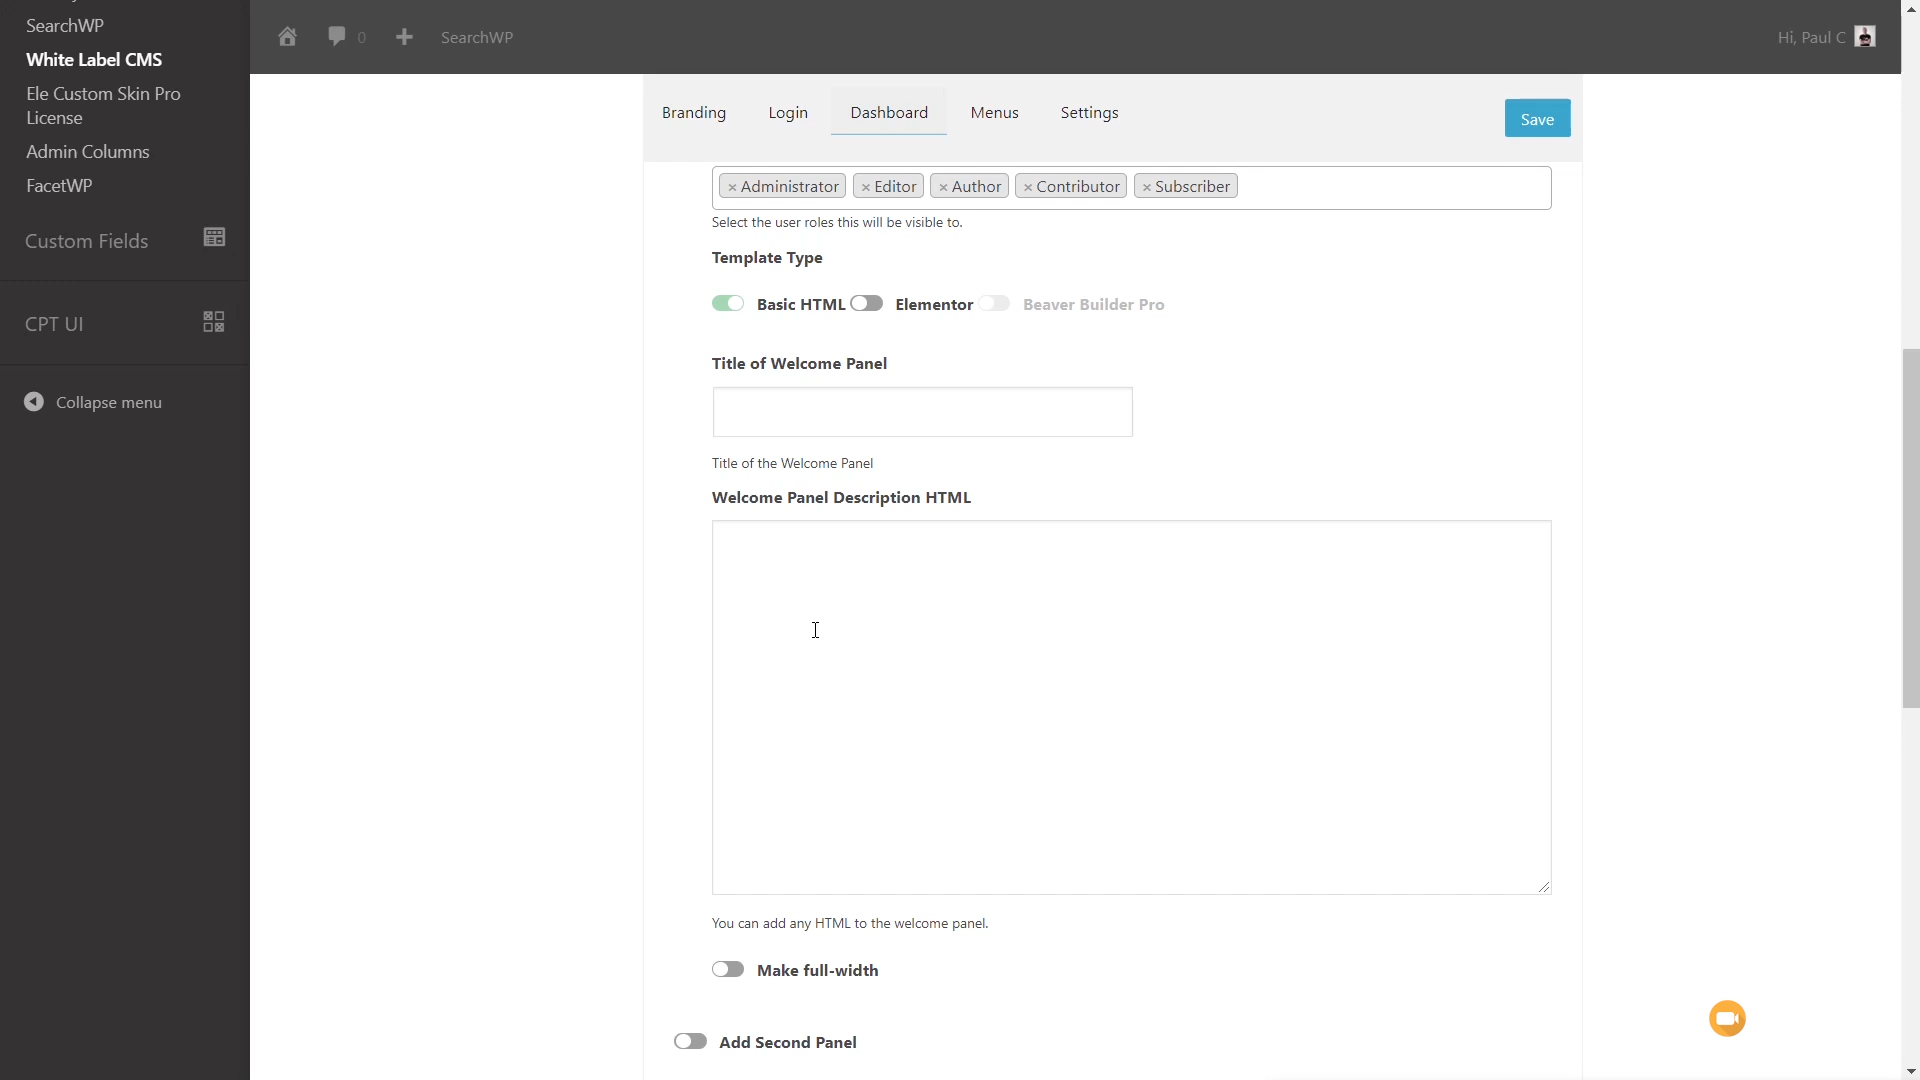 SearchWP
White Label CMS
Ele Custom Skin Pro
License
Admin Columns
FacetWP
Custom Fields
CPT UI
Collapse menu
0
SearchWP
Hi, Paul C
Branding
Login
Dashboard
Menus
Settings
Save
× Administrator × Editor × Author × Contributor × Subscriber
Select the user roles this will be visible to.
Template Type
Basic HTML Elementor Beaver Builder Pro
Title of Welcome Panel
Title of the Welcome Panel
Welcome Panel Description HTML
You can add any HTML to the welcome panel.
Make full-width
Add Second Panel